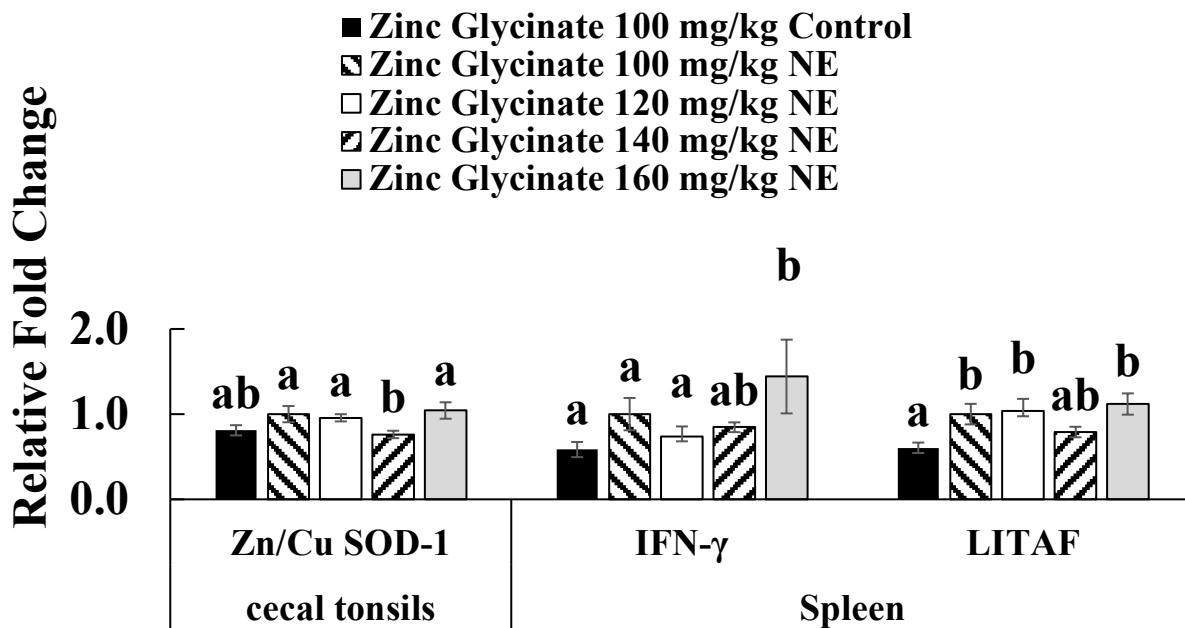 Zinc Glycinate 100 mg/kg Control
Zinc Glycinate 100 mg/kg NE
Zinc Glycinate 120 mg/kg NE
Zinc Glycinate 140 mg/kg NE
Zinc Glycinate 160 mg/kg NE
Relative Fold Change
2.0
1.0
0.0
ab a a b a
a a a ab b
a b b ab b
Zn/Cu SOD-1 IFN-γ LITAF
cecal tonsils Spleen